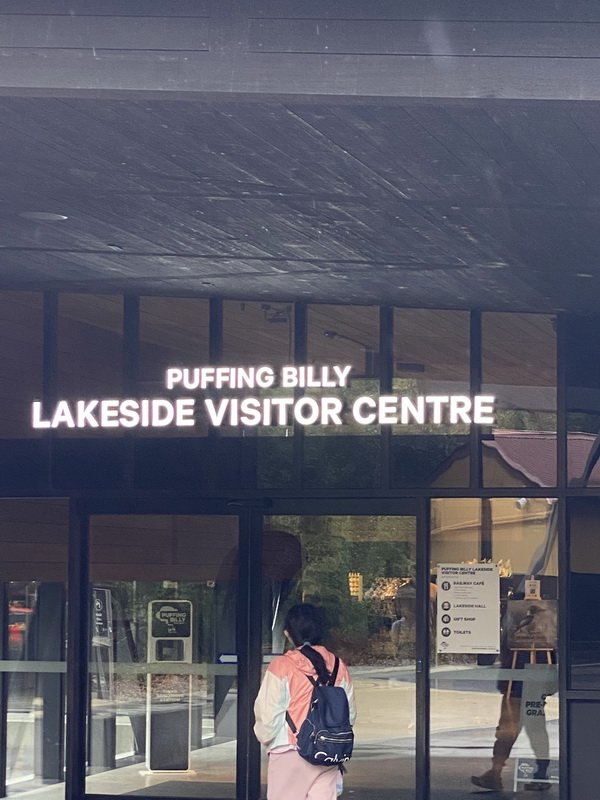 PUFFING BILLY
LAKESIDE VISITOR CENTRE
PUFFING BILLY LAKESIDE
VISITOR CENTRE
RAILWAY CAFÉ
LAKESIDE HALL
GIFT SHOP
TOILETS
PUFFING
BILLY